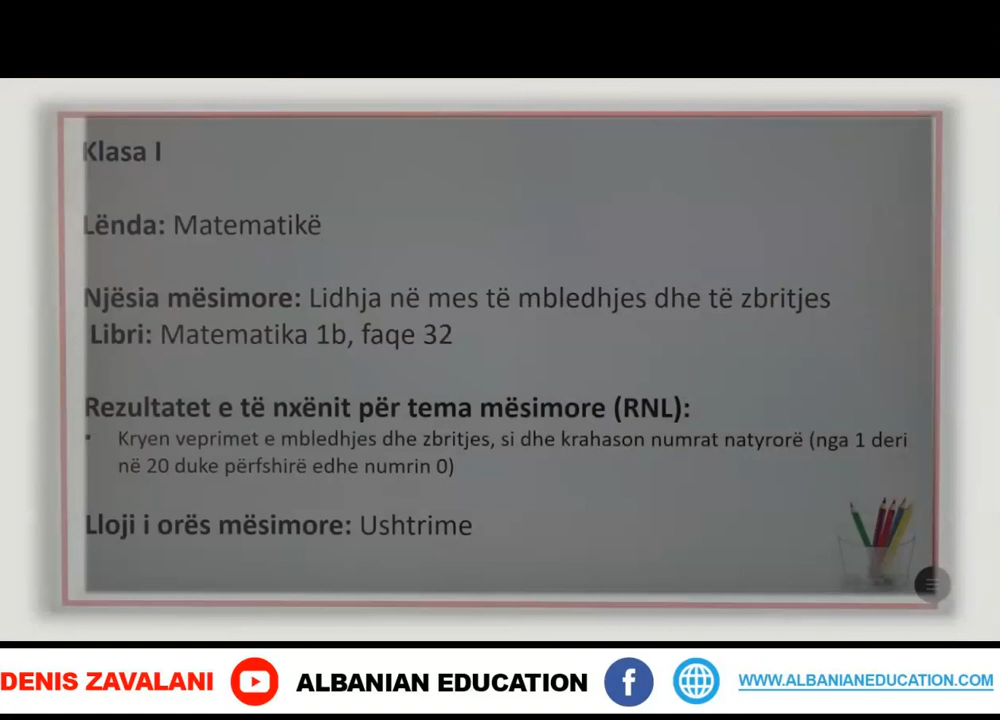 Klasa I
Lënda: Matematikë
Njësia mësimore: Lidhja në mes të mbledhjes dhe të zbritjes
Libri: Matematika 1b, faqe 32
Rezultatet e të nxënit për tema mësimore (RNL):
• Kryen veprimet e mbledhjes dhe zbritjes, si dhe krahason numrat natyrorë (nga 1 deri
në 20 duke përfshirë edhe numrin 0)
Lloji i orës mësimore: Ushtrime
DENIS ZAVALANI ALBANIAN EDUCATION f WWW.ALBANIANEDUCATION.COM